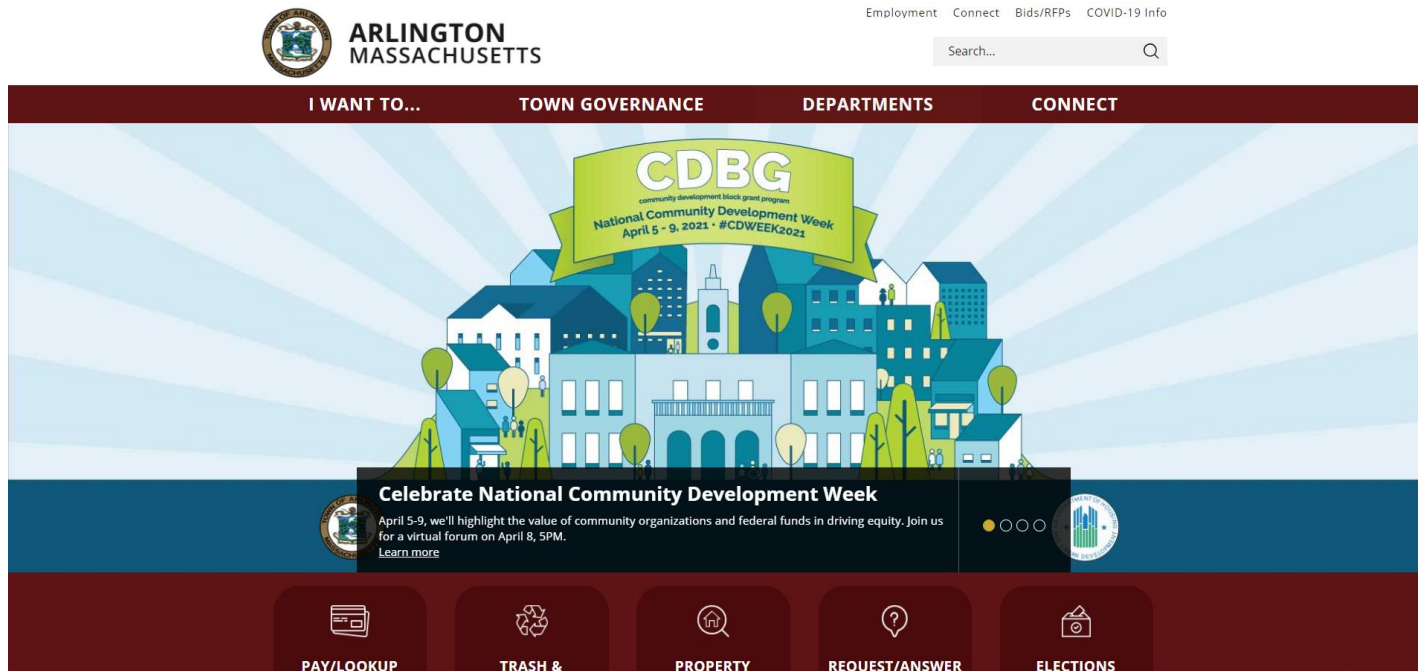 Employment Connect Bids/RFPs COVID-19 Info
ARLINGTON
MASSACHUSETTS
Search...
I WANT TO... TOWN GOVERNANCE DEPARTMENTS CONNECT
CDBG
community development block grant program
National Community Development Week
April 5 - 9, 2021 • #CDWEEK2021
Celebrate National Community Development Week
April 5-9, we'll highlight the value of community organizations and federal funds in driving equity. Join us
for a virtual forum on April 8, 5PM.
Learn more
PAY/LOOKUP TRASH & PROPERTY REQUEST/ANSWER ELECTIONS